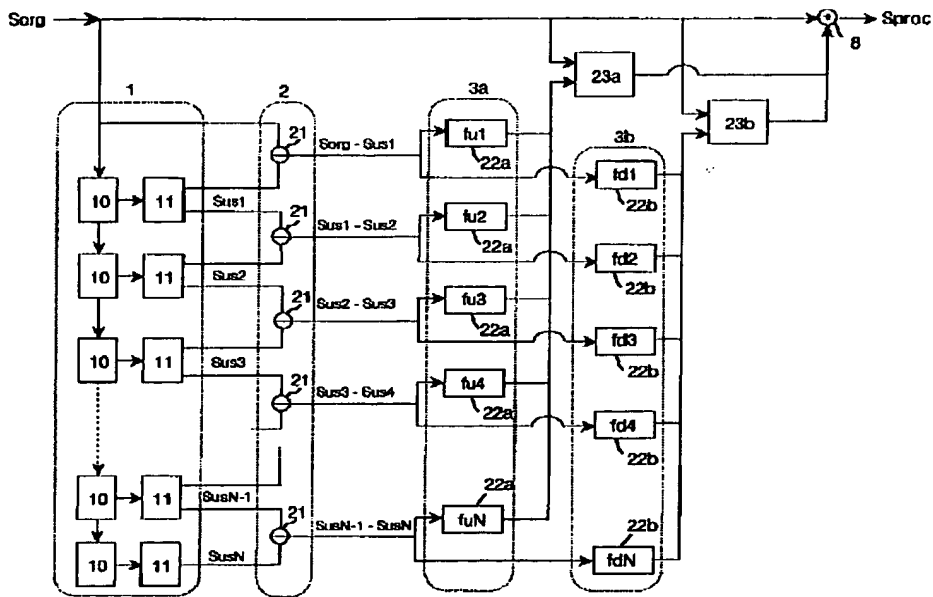 Sorg
Sproc
8
23a
1
2
3a
23b
21
Sorg - Sus1
fu1
3b
22a
fd1
10
11
Sus1
21
22b
Sus1 - Sus2
fu2
22a
fd2
10
11
Sus2
21
22b
Sus2 - Sus3
fu3
22a
fd3
10
11
Sus3
21
22b
Sus3 - Sus4
fu4
22a
fd4
22b
22a
10
11
SusN-1
21
SusN-1 - SusN
fuN
22b
10
11
SusN
fdN